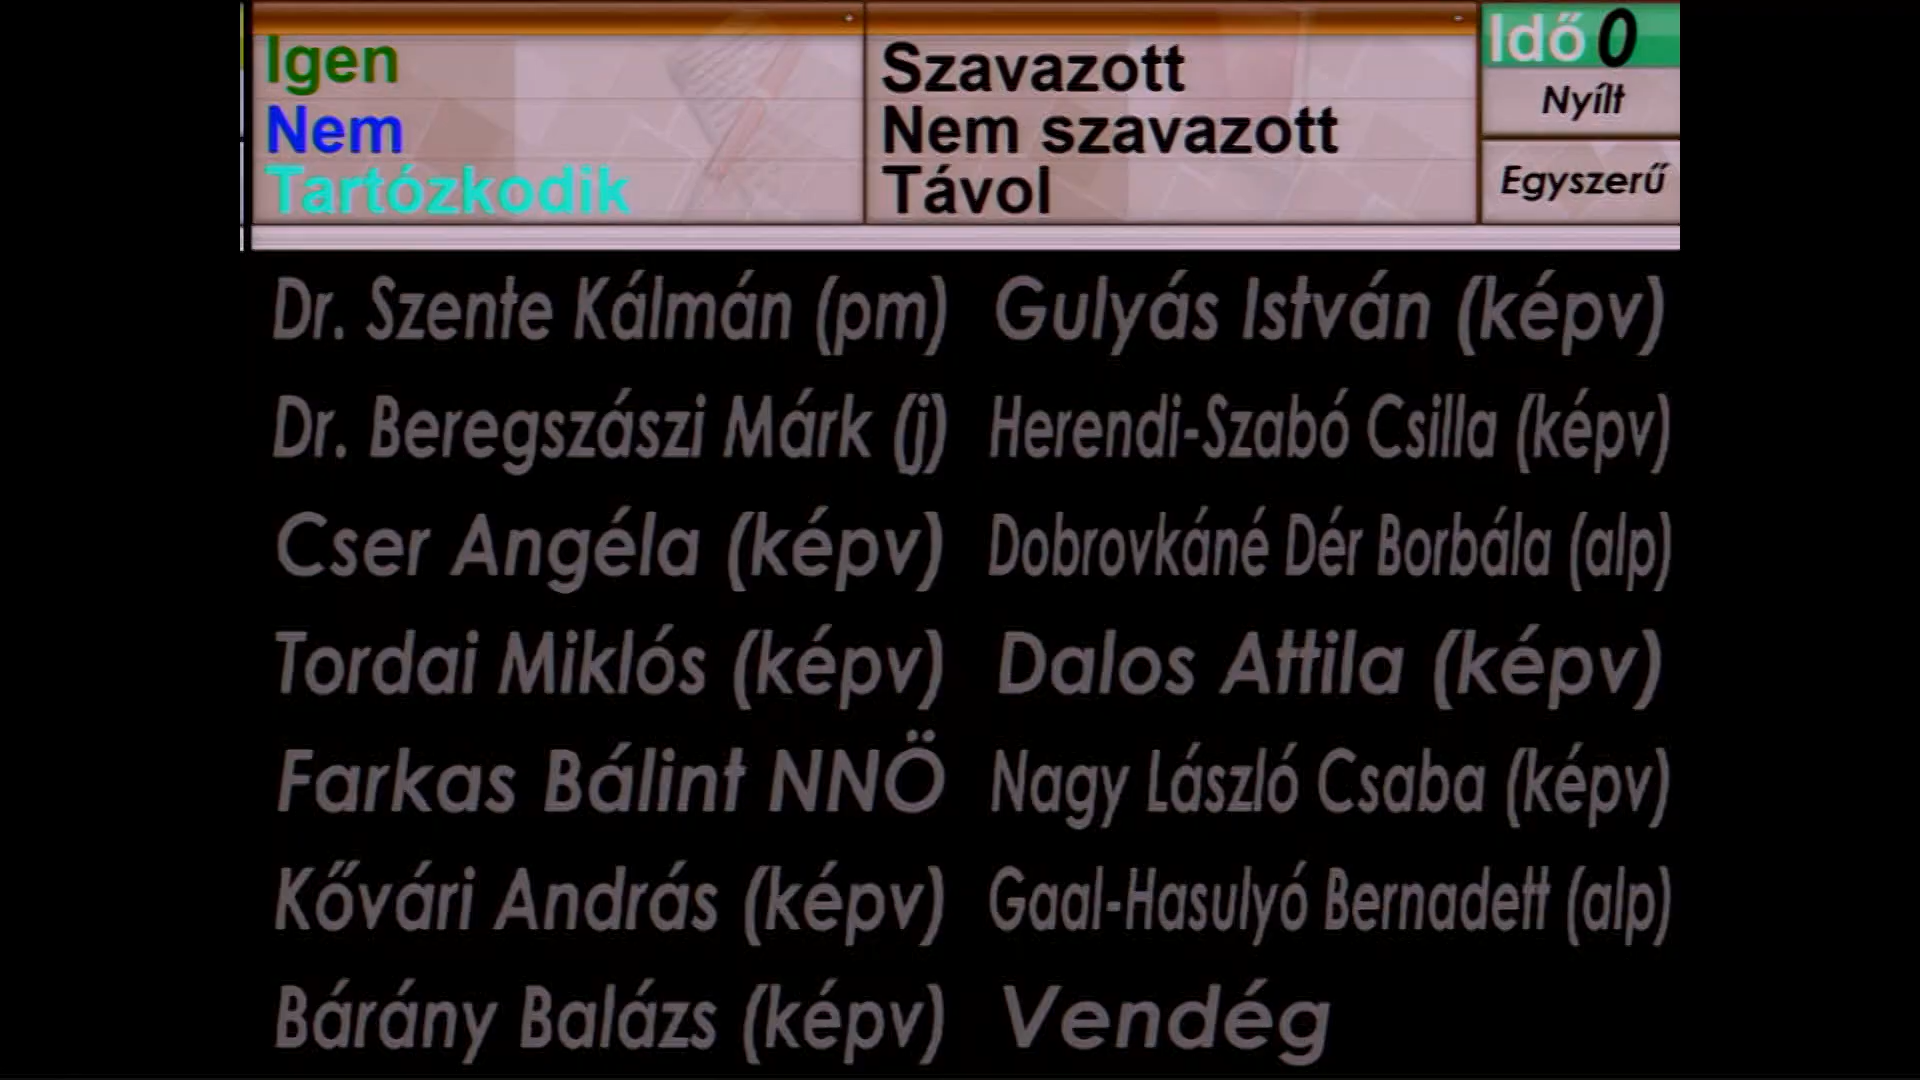 Igen
Nem
Tartózkodik
Szavazott
Nem szavazott
Távol
Idő 0
Nyílt
Egyszerű
Dr. Szente Kálmán (pm)
Gulyás István (képv)
Dr. Beregszászi Márk (j)
Herendi-Szabó Csilla (képv)
Cser Angéla (képv)
Dobrovkáné Dér Borbála (alp)
Tordai Miklós (képv)
Dalos Attila (képv)
Farkas Bálint NNÖ
Nagy László Csaba (képv)
Kővári András (képv)
Gaal-Hasulyó Bernadett (alp)
Bárány Balázs (képv)
Vendég